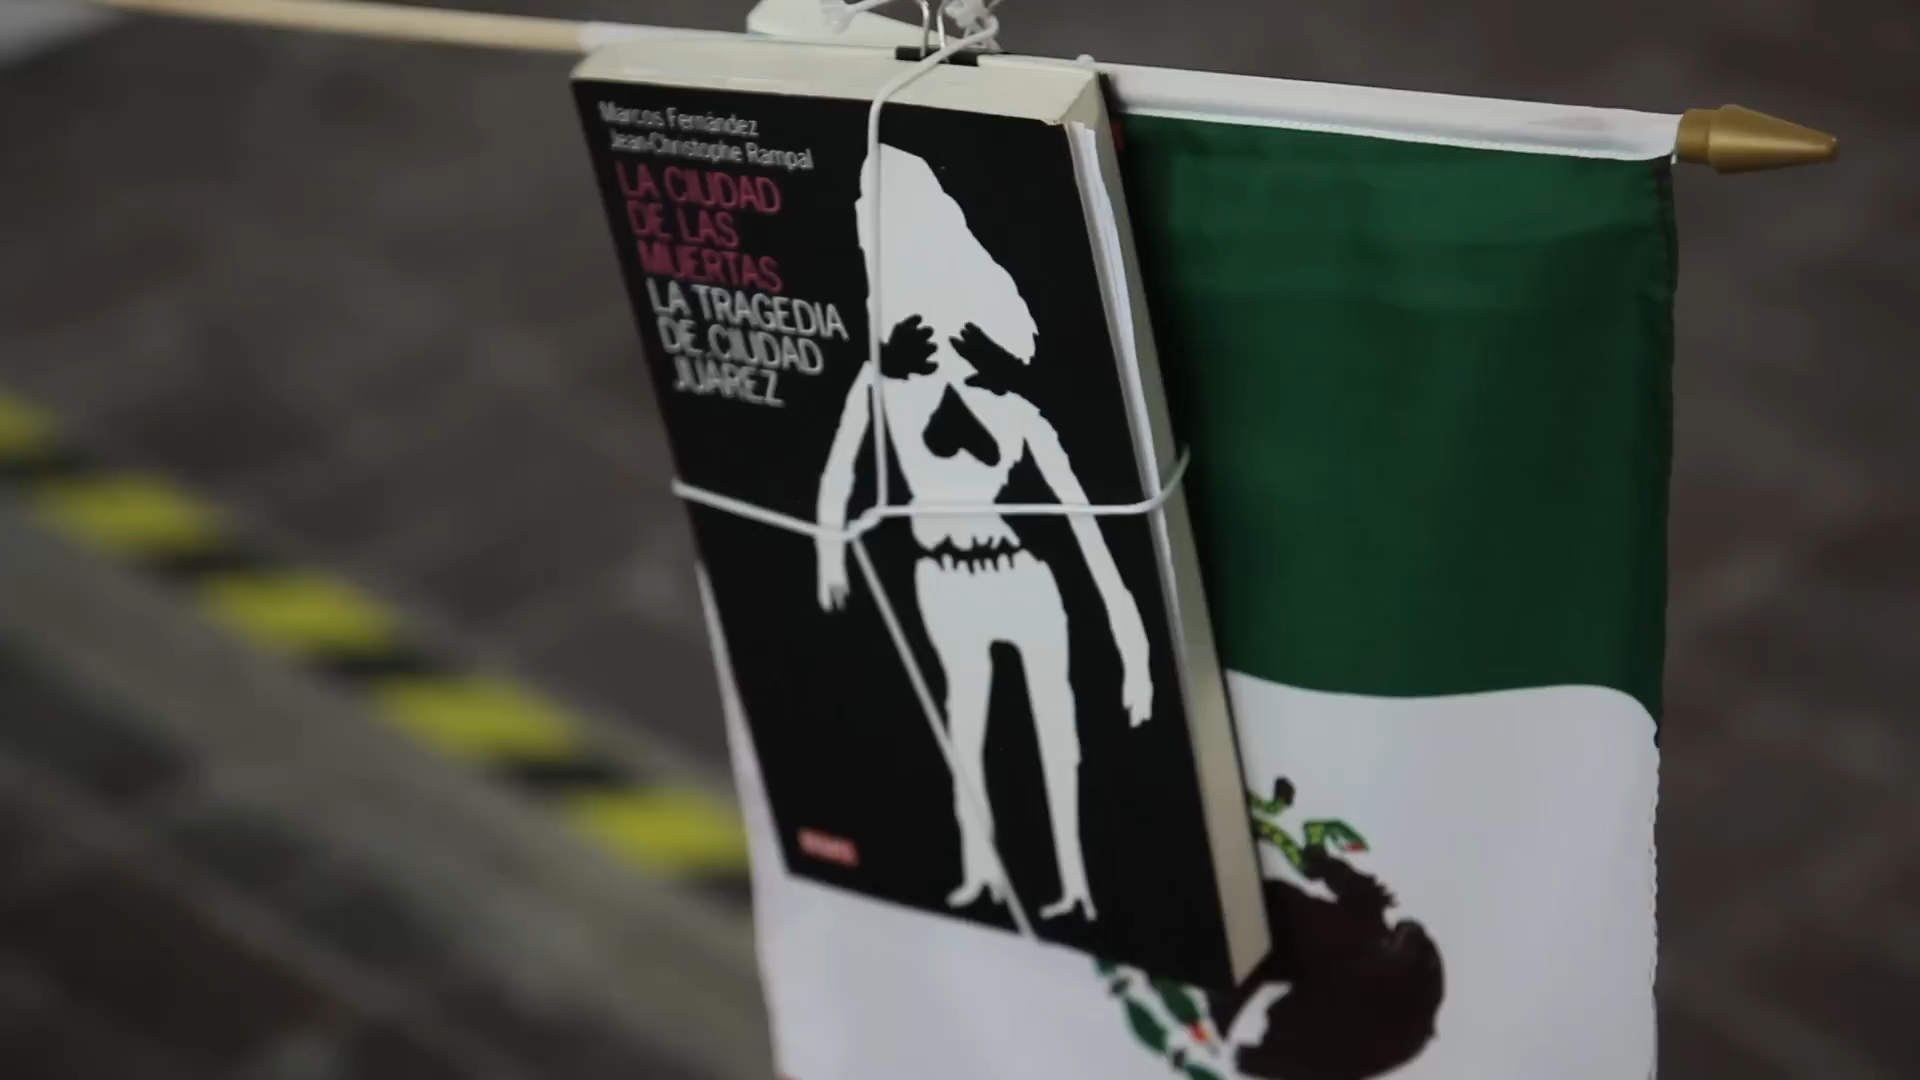 Marcos Fernández
Jean-Christophe Rampal
LA CIUDAD
DE LAS
MUERTAS
LA TRAGEDIA
DE CIUDAD
JUÁREZ